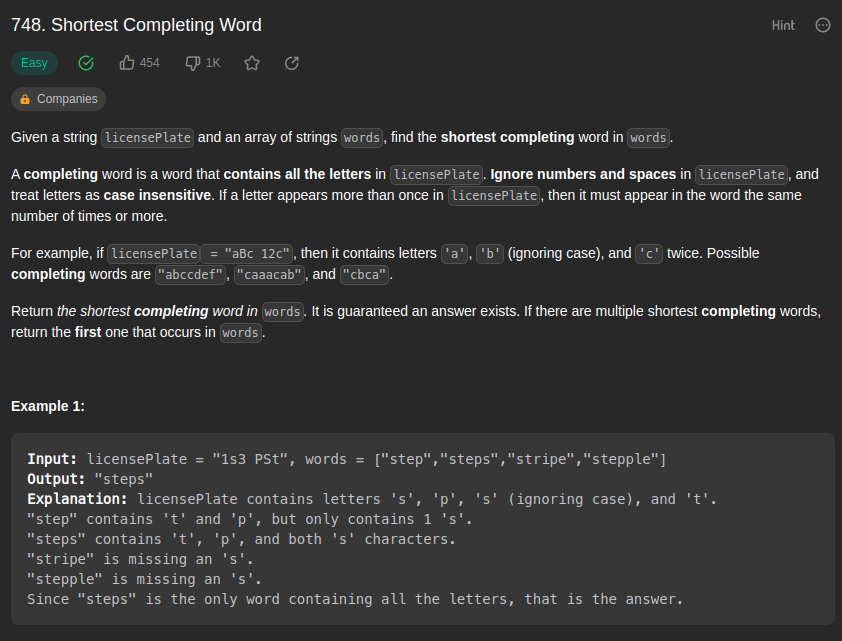 748. Shortest Completing Word
Hint
Easy
454
1K
Companies
Given a string licensePlate and an array of strings words, find the shortest completing word in words.
A completing word is a word that contains all the letters in licensePlate. Ignore numbers and spaces in licensePlate, and
treat letters as case insensitive. If a letter appears more than once in licensePlate, then it must appear in the word the same
number of times or more.
For example, if licensePlate = "aBc 12c", then it contains letters 'a', 'b' (ignoring case), and 'c' twice. Possible
completing words are "abccdef", "caaacab", and "cbca".
Return the shortest completing word in words. It is guaranteed an answer exists. If there are multiple shortest completing words,
return the first one that occurs in words.
Example 1:
Input: licensePlate = "1s3 PSt", words = ["step","steps","stripe","stepple"]
Output: "steps"
Explanation: licensePlate contains letters 's', 'p', 's' (ignoring case), and 't'.
"step" contains 't' and 'p', but only contains 1 's'.
"steps" contains 't', 'p', and both 's' characters.
"stripe" is missing an 's'.
"stepple" is missing an 's'.
Since "steps" is the only word containing all the letters, that is the answer.